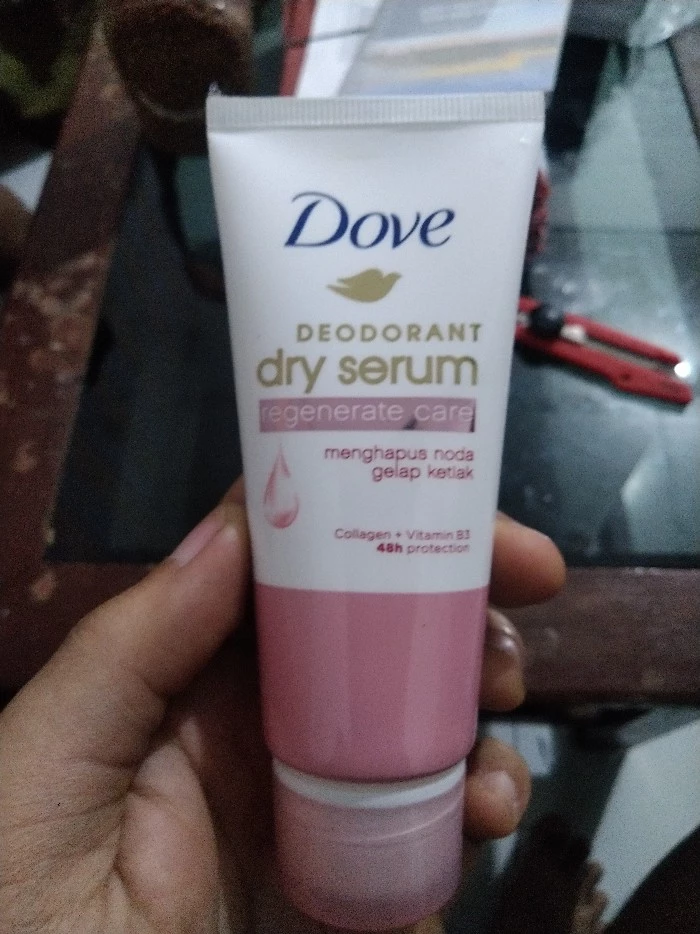 Dove
DEODORANT
dry serum
regenerate care
menghapus noda
gelap ketiak
Collagen + Vitamin B3
48h protection